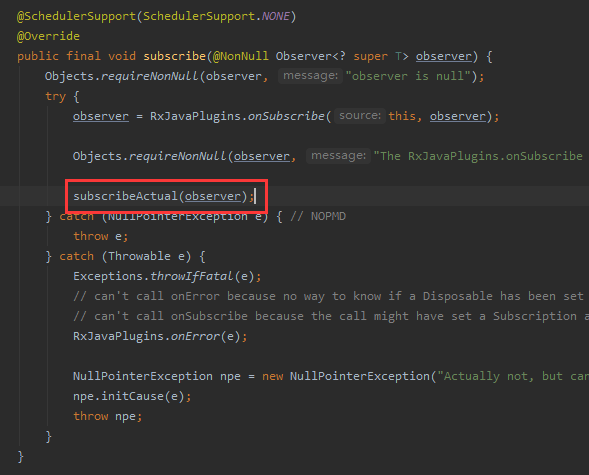 @SchedulerSupport(SchedulerSupport.NONE)
@Override
public final void subscribe(@NonNull Observer<? super T> observer) {
    Objects.requireNonNull(observer, message: "observer is null");
    try {
        observer = RxJavaPlugins.onSubscribe( source: this, observer);

        Objects.requireNonNull(observer, message: "The RxJavaPlugins.onSubscribe

        subscribeActual(observer);
    } catch (NullPointerException e) { // NOPMD
        throw e;
    } catch (Throwable e) {
        Exceptions.throwIfFatal(e);
        // can't call onError because no way to know if a Disposable has been set
        // can't call onSubscribe because the call might have set a Subscription a
        RxJavaPlugins.onError(e);

        NullPointerException npe = new NullPointerException("Actually not, but can
        npe.initCause(e);
        throw npe;
    }
}